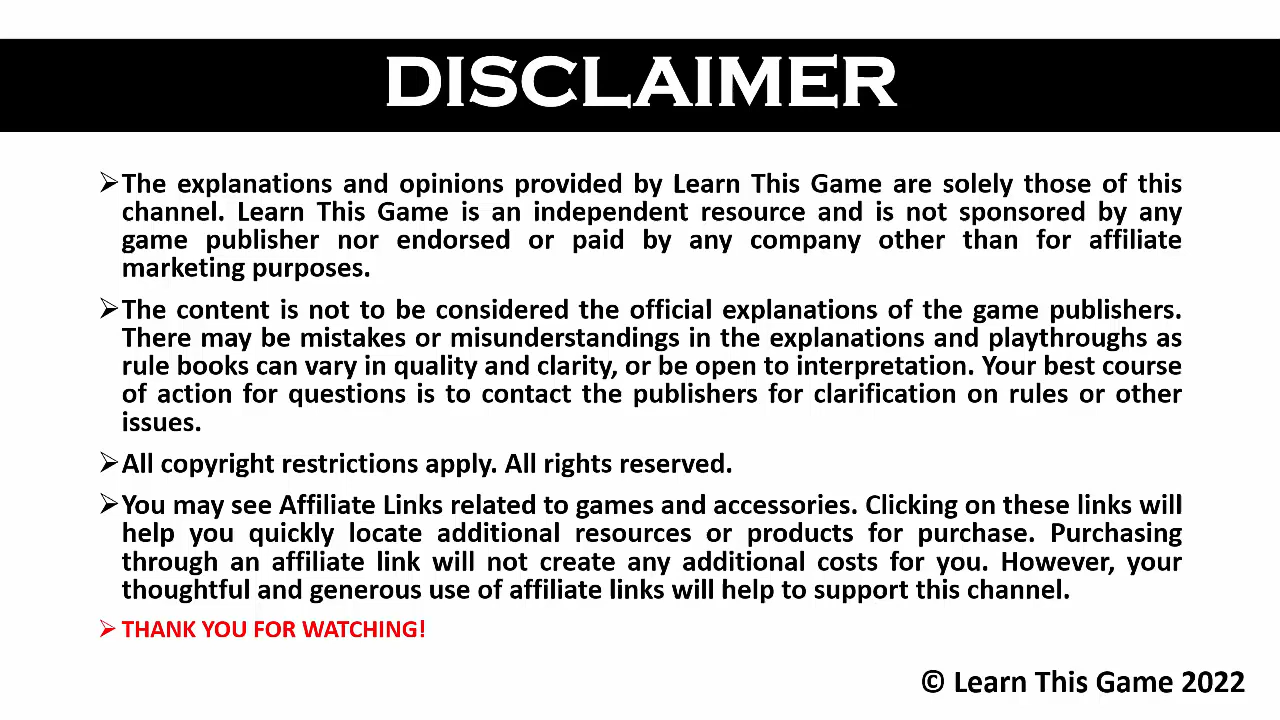 DISCLAIMER
➢The explanations and opinions provided by Learn This Game are solely those of this
channel. Learn This Game is an independent resource and is not sponsored by any
game publisher nor endorsed or paid by any company other than for affiliate
marketing purposes.
➢The content is not to be considered the official explanations of the game publishers.
There may be mistakes or misunderstandings in the explanations and playthroughs as
rule books can vary in quality and clarity, or be open to interpretation. Your best course
of action for questions is to contact the publishers for clarification on rules or other
issues.
➢All copyright restrictions apply. All rights reserved.
➢You may see Affiliate Links related to games and accessories. Clicking on these links will
help you quickly locate additional resources or products for purchase. Purchasing
through an affiliate link will not create any additional costs for you. However, your
thoughtful and generous use of affiliate links will help to support this channel.
➢THANK YOU FOR WATCHING!
© Learn This Game 2022